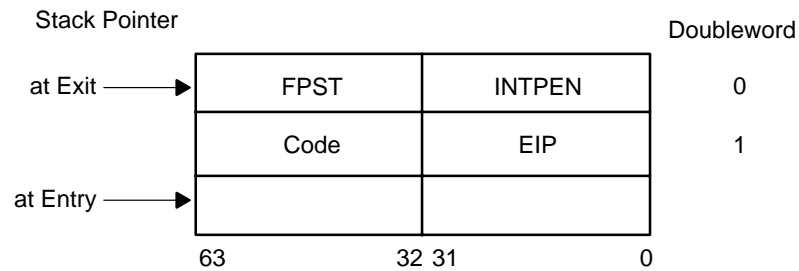 Stack Pointer
Doubleword
at Exit FPST INTPEN 0
Code EIP 1
at Entry
63 32 31 0